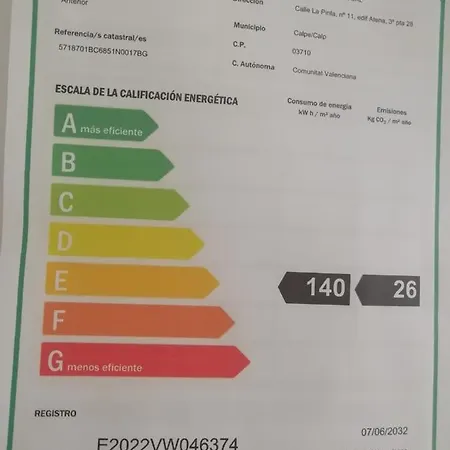 Anterior
Dirección
Calle La Pinta, nº 11, edif Atena, 3ª pta 28
Municipio
Calpe/Calp
Referencia/s catastral/es
5718701BC6851N0017BG
C.P.
03710
C. Autónoma
Comunitat Valenciana
ESCALA DE LA CALIFICACIÓN ENERGÉTICA
Consumo de energía
kW h / m² año
Emisiones
Kg CO₂ / m² año
A más eficiente
B
C
D
E
140
26
F
G menos eficiente
REGISTRO
E2022VW046374
07/06/2032